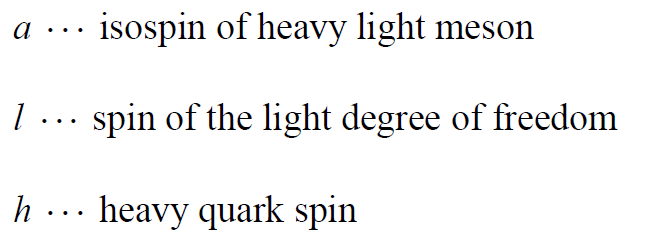 a ⋯ isospin of heavy light meson
l ⋯ spin of the light degree of freedom
h ⋯ heavy quark spin